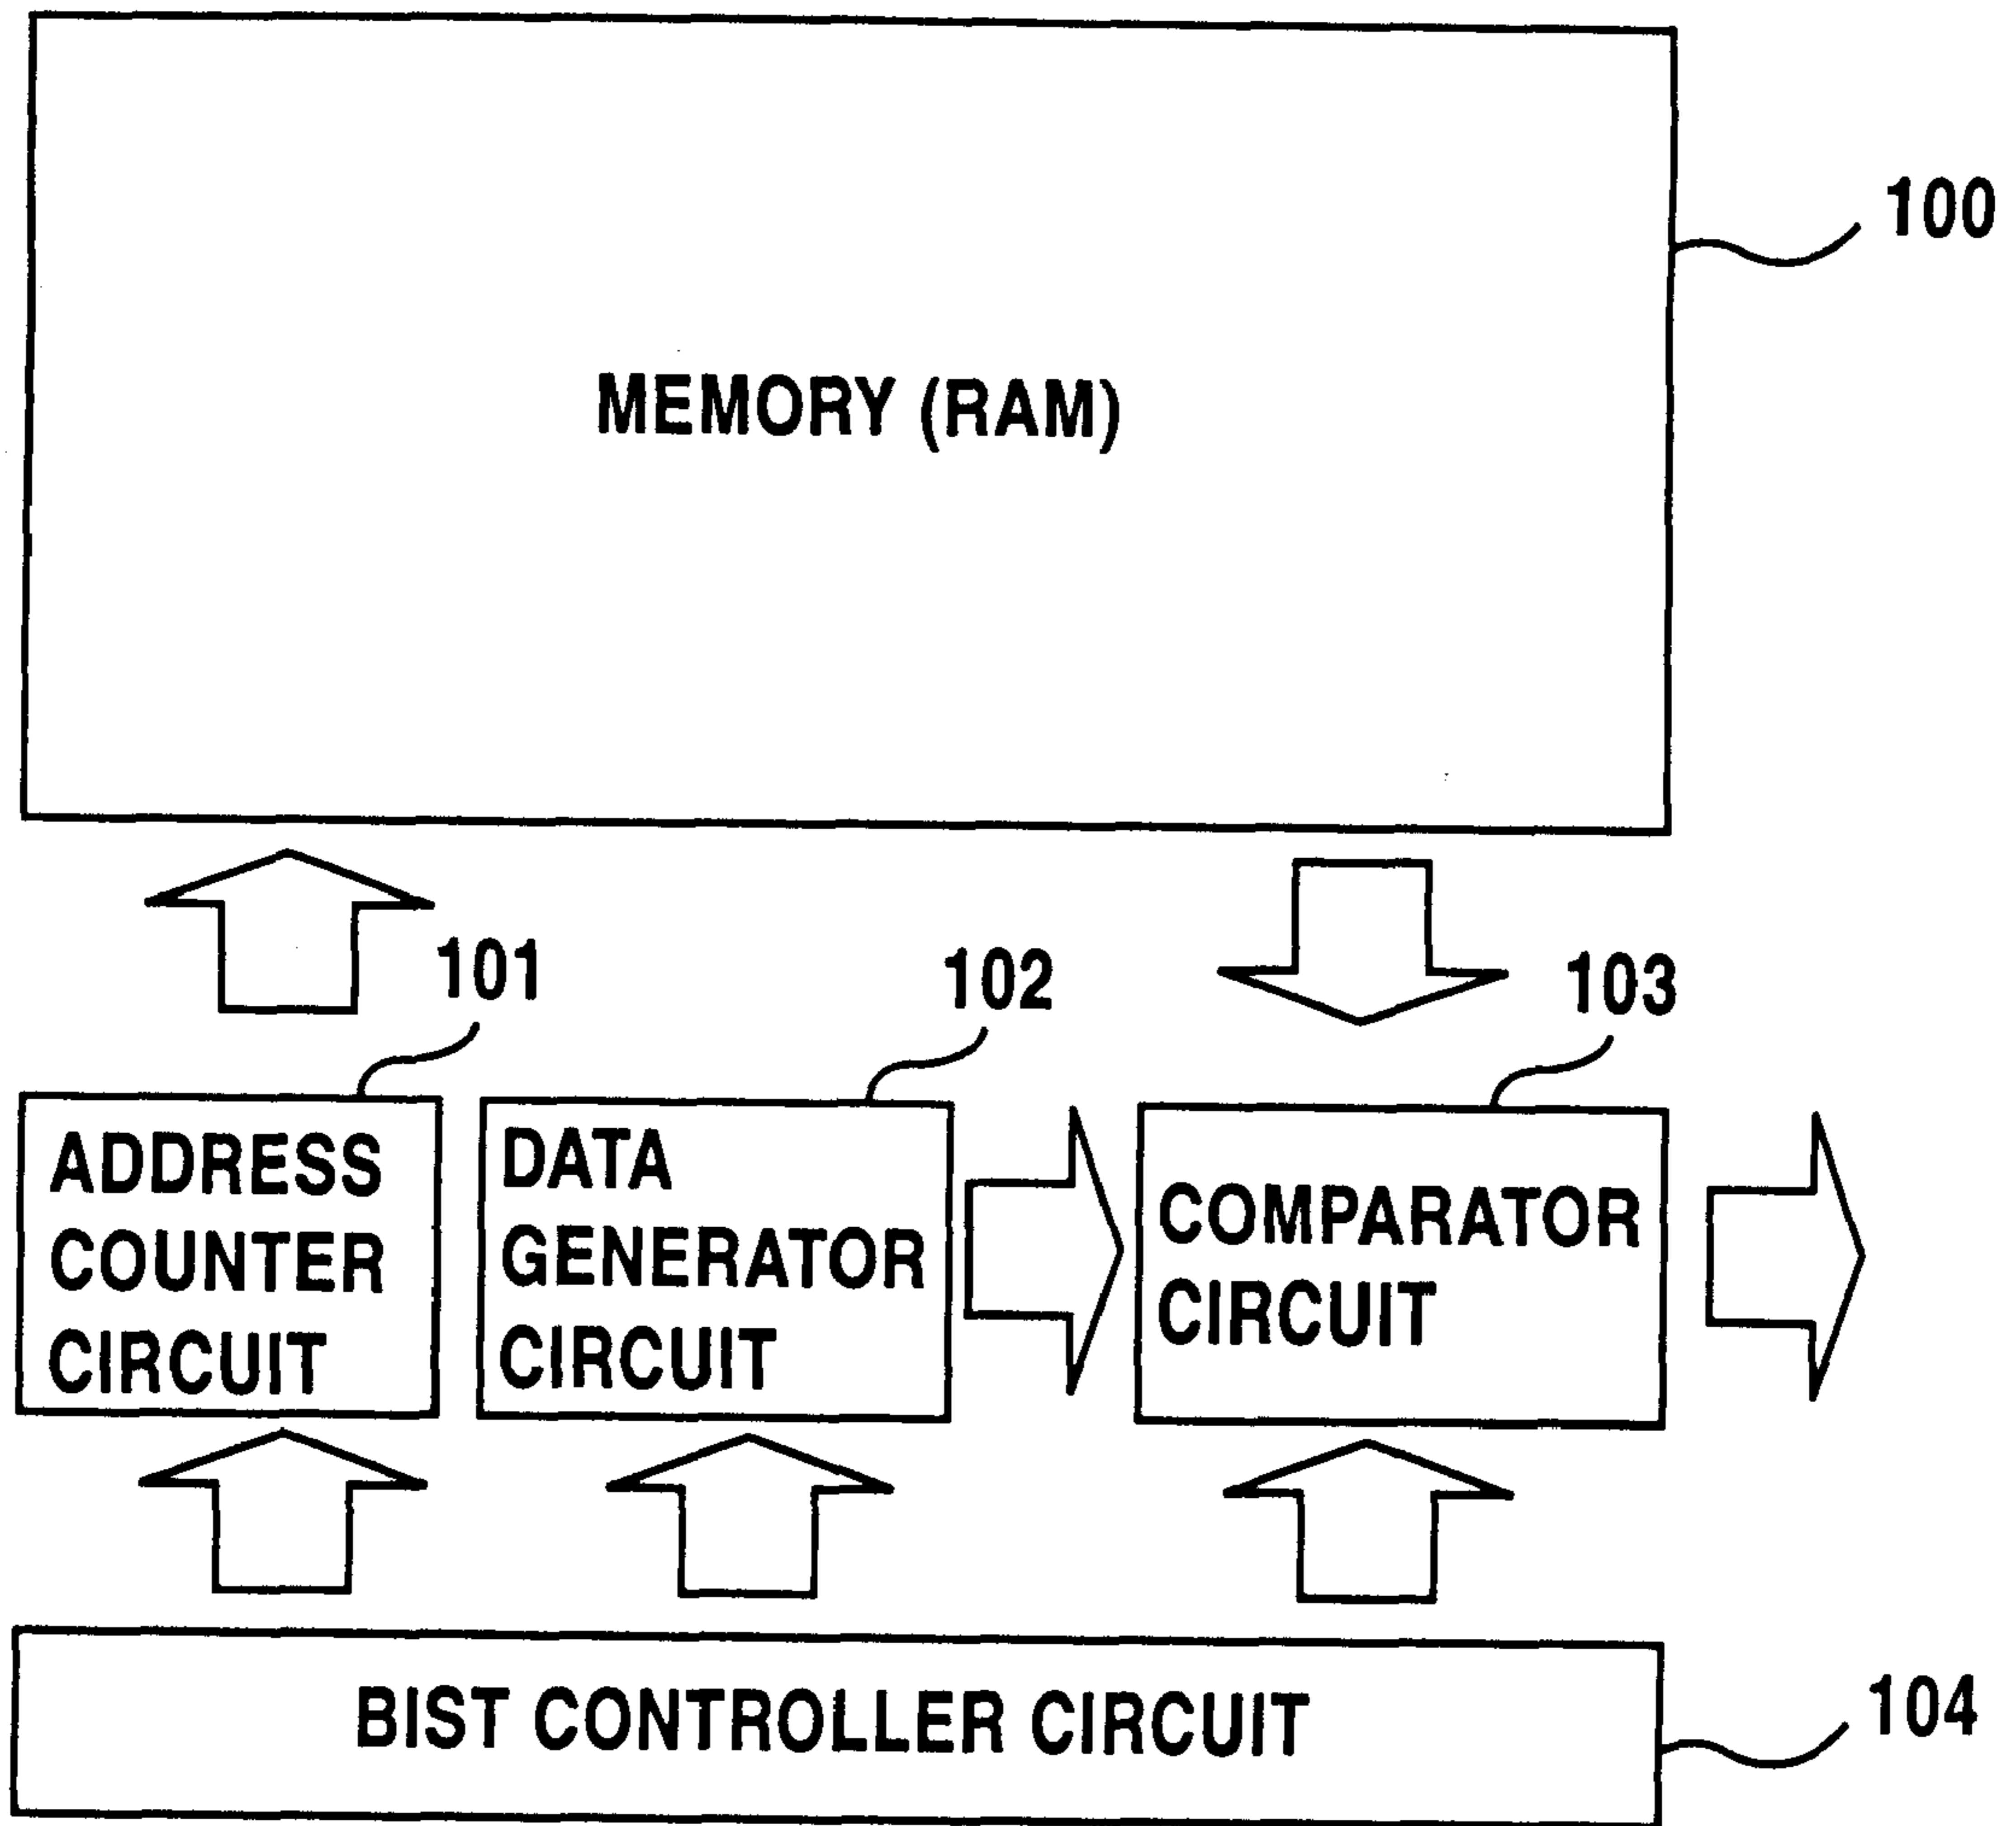 100
MEMORY (RAM)
101
102
103
ADDRESS
COUNTER
CIRCUIT
DATA
GENERATOR
CIRCUIT
COMPARATOR
CIRCUIT
BIST CONTROLLER CIRCUIT
104